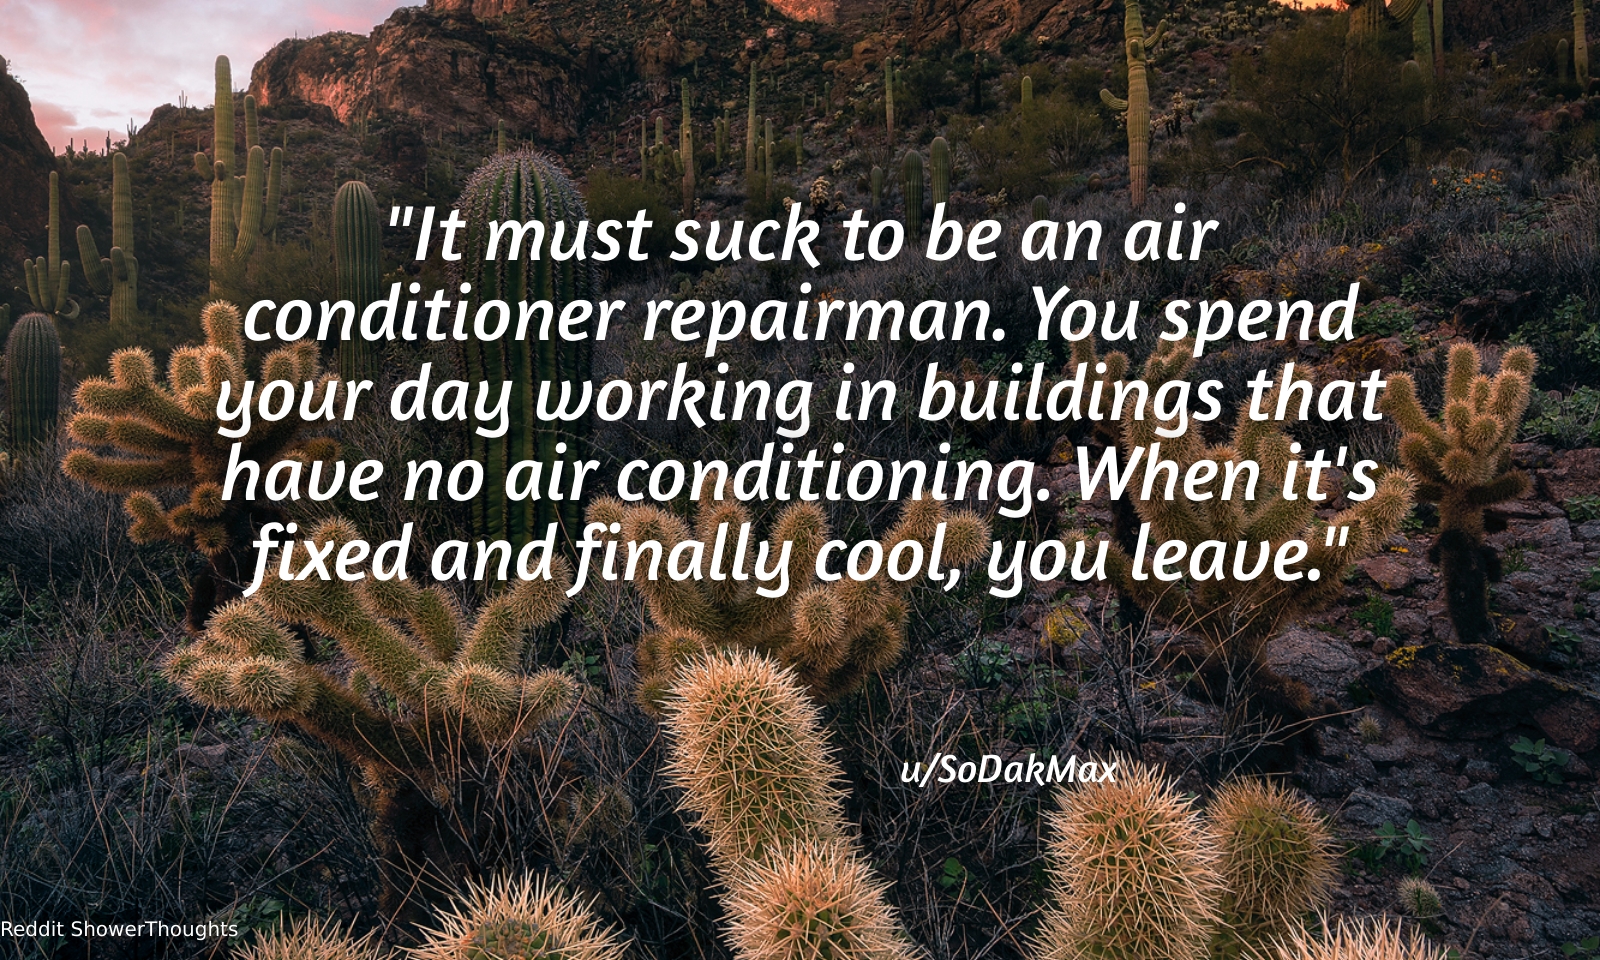 "It must suck to be an air
conditioner repairman. You spend
your day working in buildings that
have no air conditioning. When it's
fixed and finally cool, you leave."
u/SoDakMax
Reddit ShowerThoughts